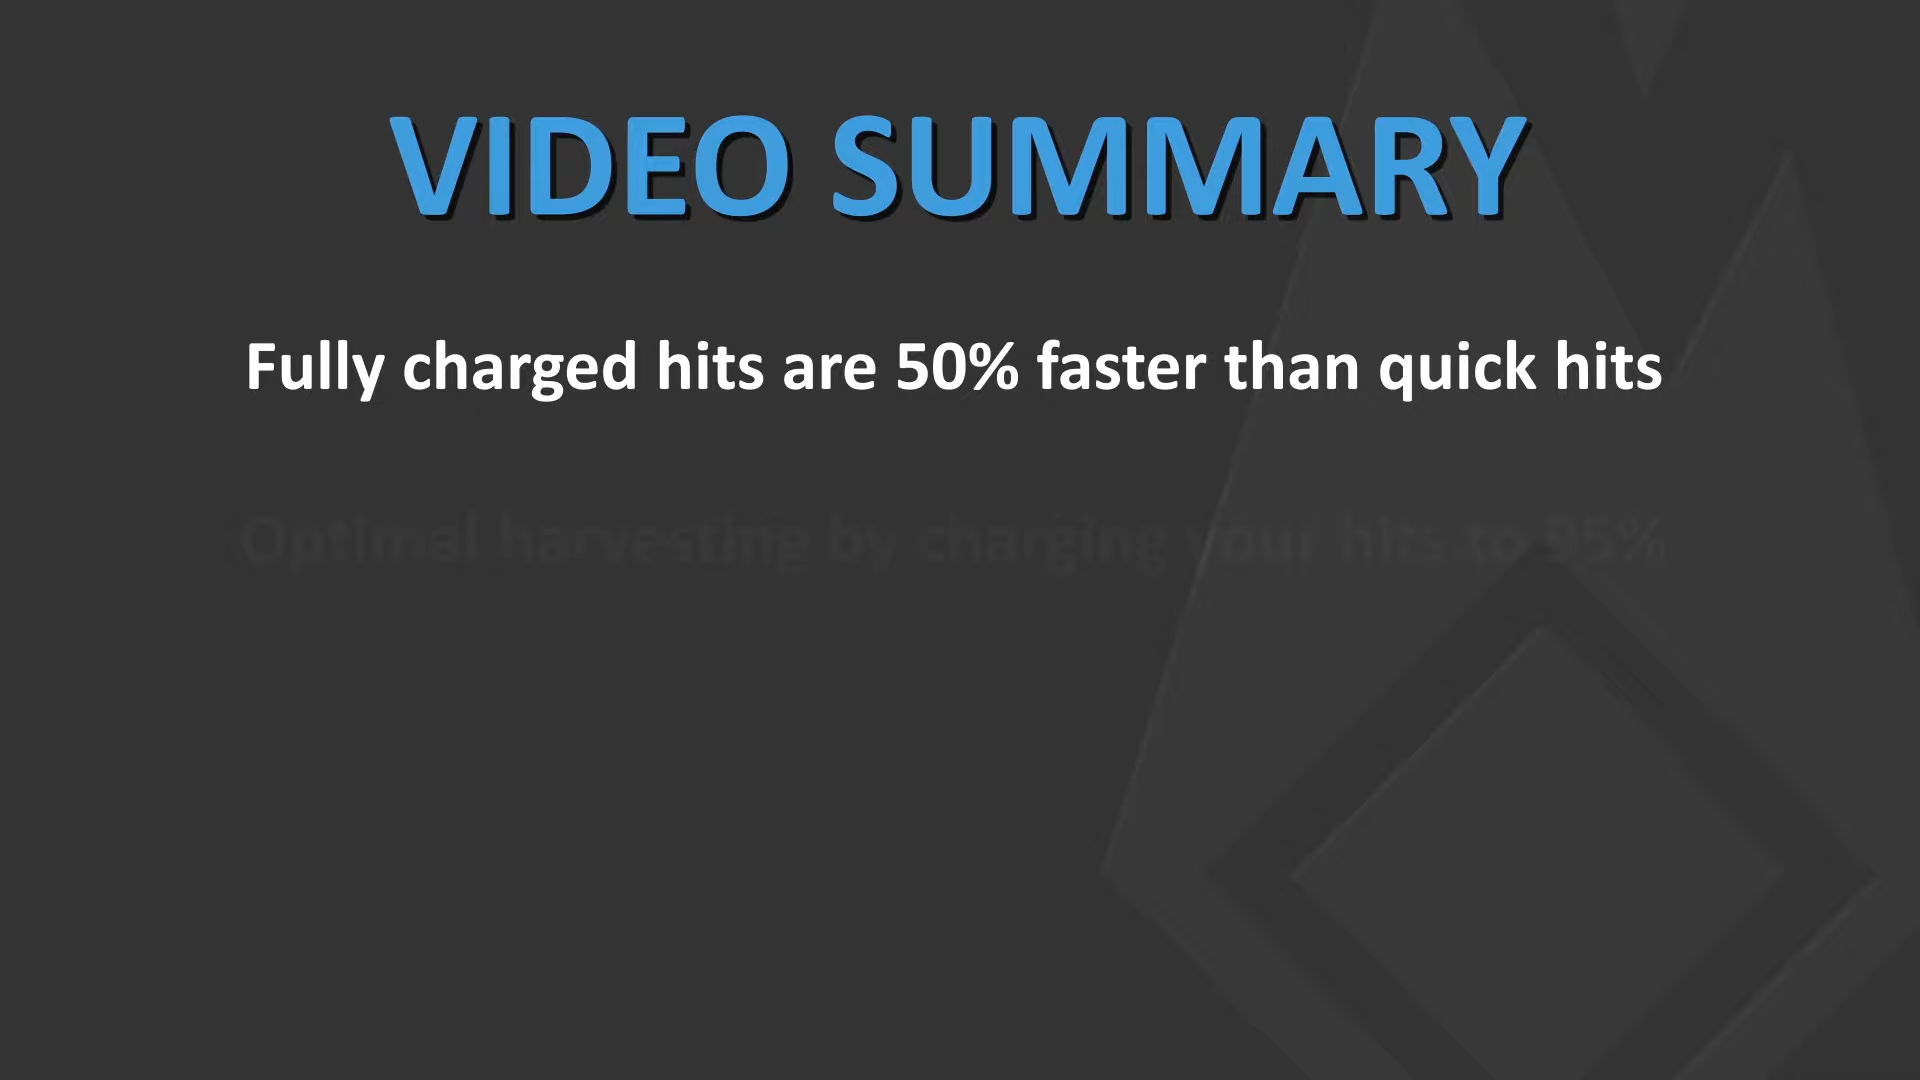 VIDEO SUMMARY
Fully charged hits are 50% faster than quick hits
Optimal harvesting by charging your hits to 95%